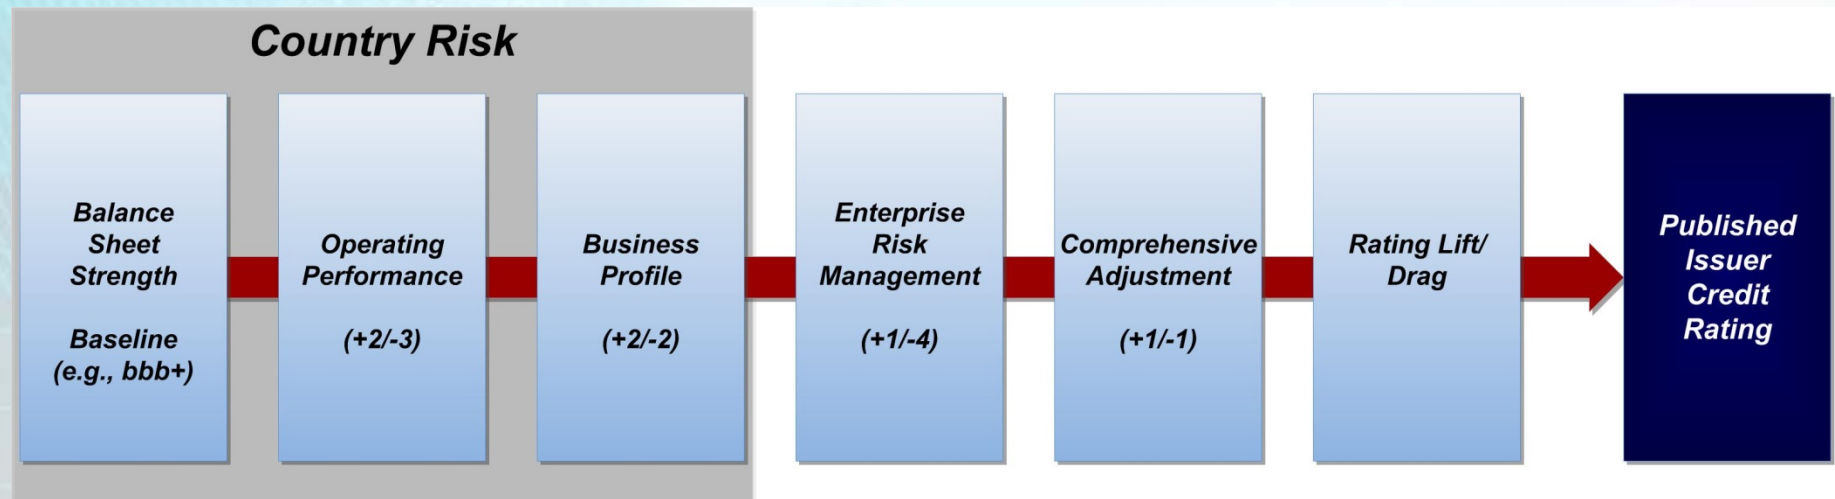 Country Risk
Balance
Sheet
Strength
Baseline
(e.g., bbb+)
Operating
Performance
(+2/-3)
Business
Profile
(+2/-2)
Enterprise
Risk
Management
(+1/-4)
Comprehensive
Adjustment
(+1/-1)
Rating Lift/
Drag
Published
Issuer
Credit
Rating